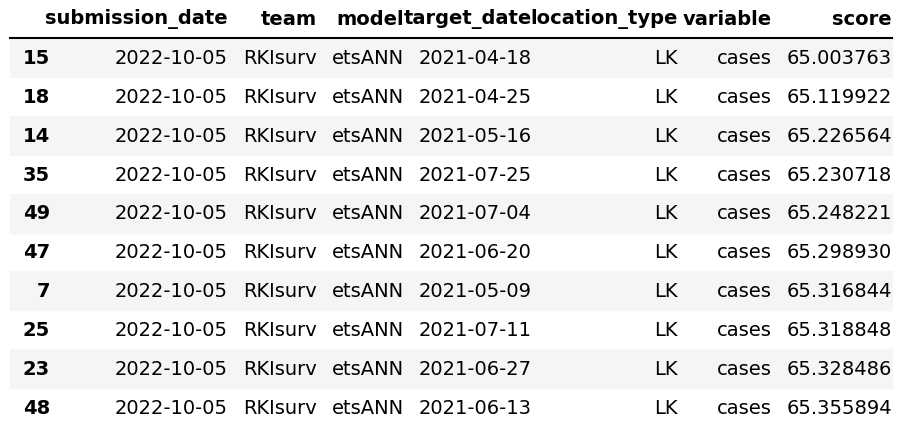 submission_date team model target_date location_type variable score
15 2022-10-05 RKIsurv etsANN 2021-04-18 LK cases 65.003763
18 2022-10-05 RKIsurv etsANN 2021-04-25 LK cases 65.119922
14 2022-10-05 RKIsurv etsANN 2021-05-16 LK cases 65.226564
35 2022-10-05 RKIsurv etsANN 2021-07-25 LK cases 65.230718
49 2022-10-05 RKIsurv etsANN 2021-07-04 LK cases 65.248221
47 2022-10-05 RKIsurv etsANN 2021-06-20 LK cases 65.298930
7 2022-10-05 RKIsurv etsANN 2021-05-09 LK cases 65.316844
25 2022-10-05 RKIsurv etsANN 2021-07-11 LK cases 65.318848
23 2022-10-05 RKIsurv etsANN 2021-06-27 LK cases 65.328486
48 2022-10-05 RKIsurv etsANN 2021-06-13 LK cases 65.355894